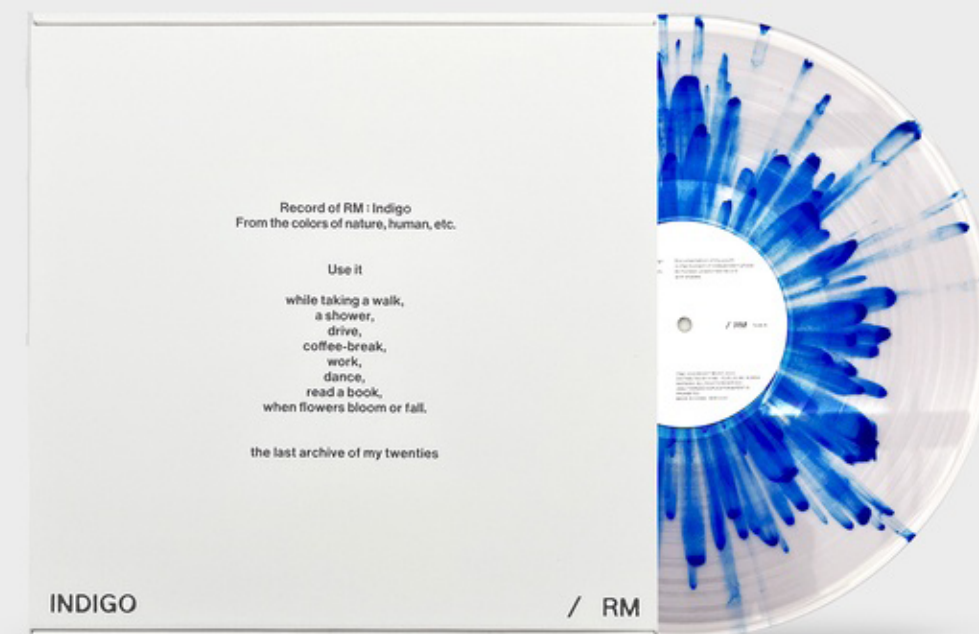 Record of RM : Indigo
From the colors of nature, human, etc.
Use it
while taking a walk,
a shower,
drive,
coffee-break,
work,
dance,
read a book,
when flowers bloom or fall.
the last archive of my twenties
INDIGO / RM
/ RM